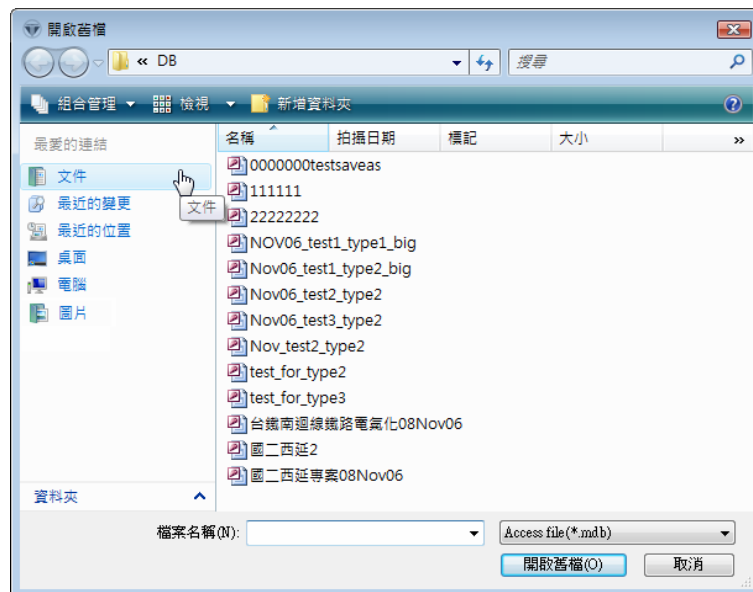 開啟舊檔
« DB
搜尋
組合管理 檢視 新增資料夾
最愛的連結
名稱 拍攝日期 標記 大小 »
文件
最近的變更
文件
最近的位置
桌面
電腦
圖片
0000000testsaveas
111111
22222222
NOV06_test1_type1_big
Nov06_test1_type2_big
Nov06_test2_type2
Nov06_test3_type2
Nov_test2_type2
test_for_type2
test_for_type3
台鐵南迴線鐵路電氣化08Nov06
國二西延2
國二西延專案08Nov06
資料夾
檔案名稱(N):
Access file(*.mdb)
開啟舊檔(O)
取消